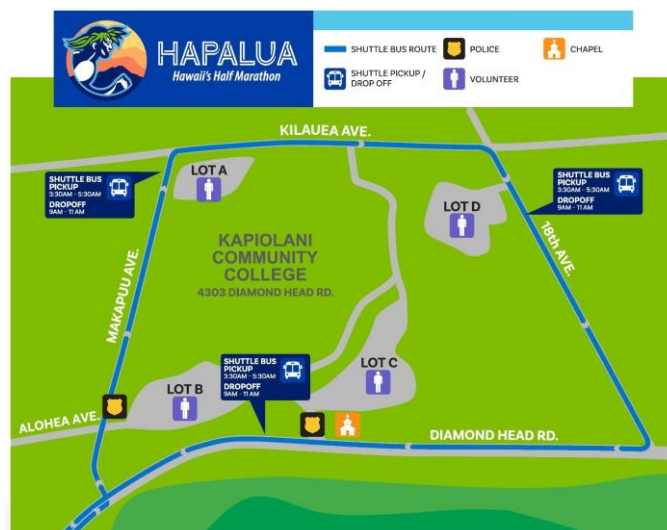 HAPALUA
Hawaii's Half Marathon
SHUTTLE BUS ROUTE
POLICE
CHAPEL
SHUTTLE PICKUP /
DROP OFF
VOLUNTEER
KILAUEA AVE.
SHUTTLE BUS
PICKUP
3:30AM - 5:30AM
DROPOFF
9AM - 11 AM
LOT A
LOT D
SHUTTLE BUS
PICKUP
3:30AM - 5:30AM
DROPOFF
9AM - 11 AM
18th AVE.
MAKAPUU AVE.
KAPIOLANI
COMMUNITY
COLLEGE
4303 DIAMOND HEAD RD.
SHUTTLE BUS
PICKUP
3:30AM - 5:30AM
DROPOFF
9AM - 11 AM
LOT B
LOT C
ALOHEA AVE.
DIAMOND HEAD RD.